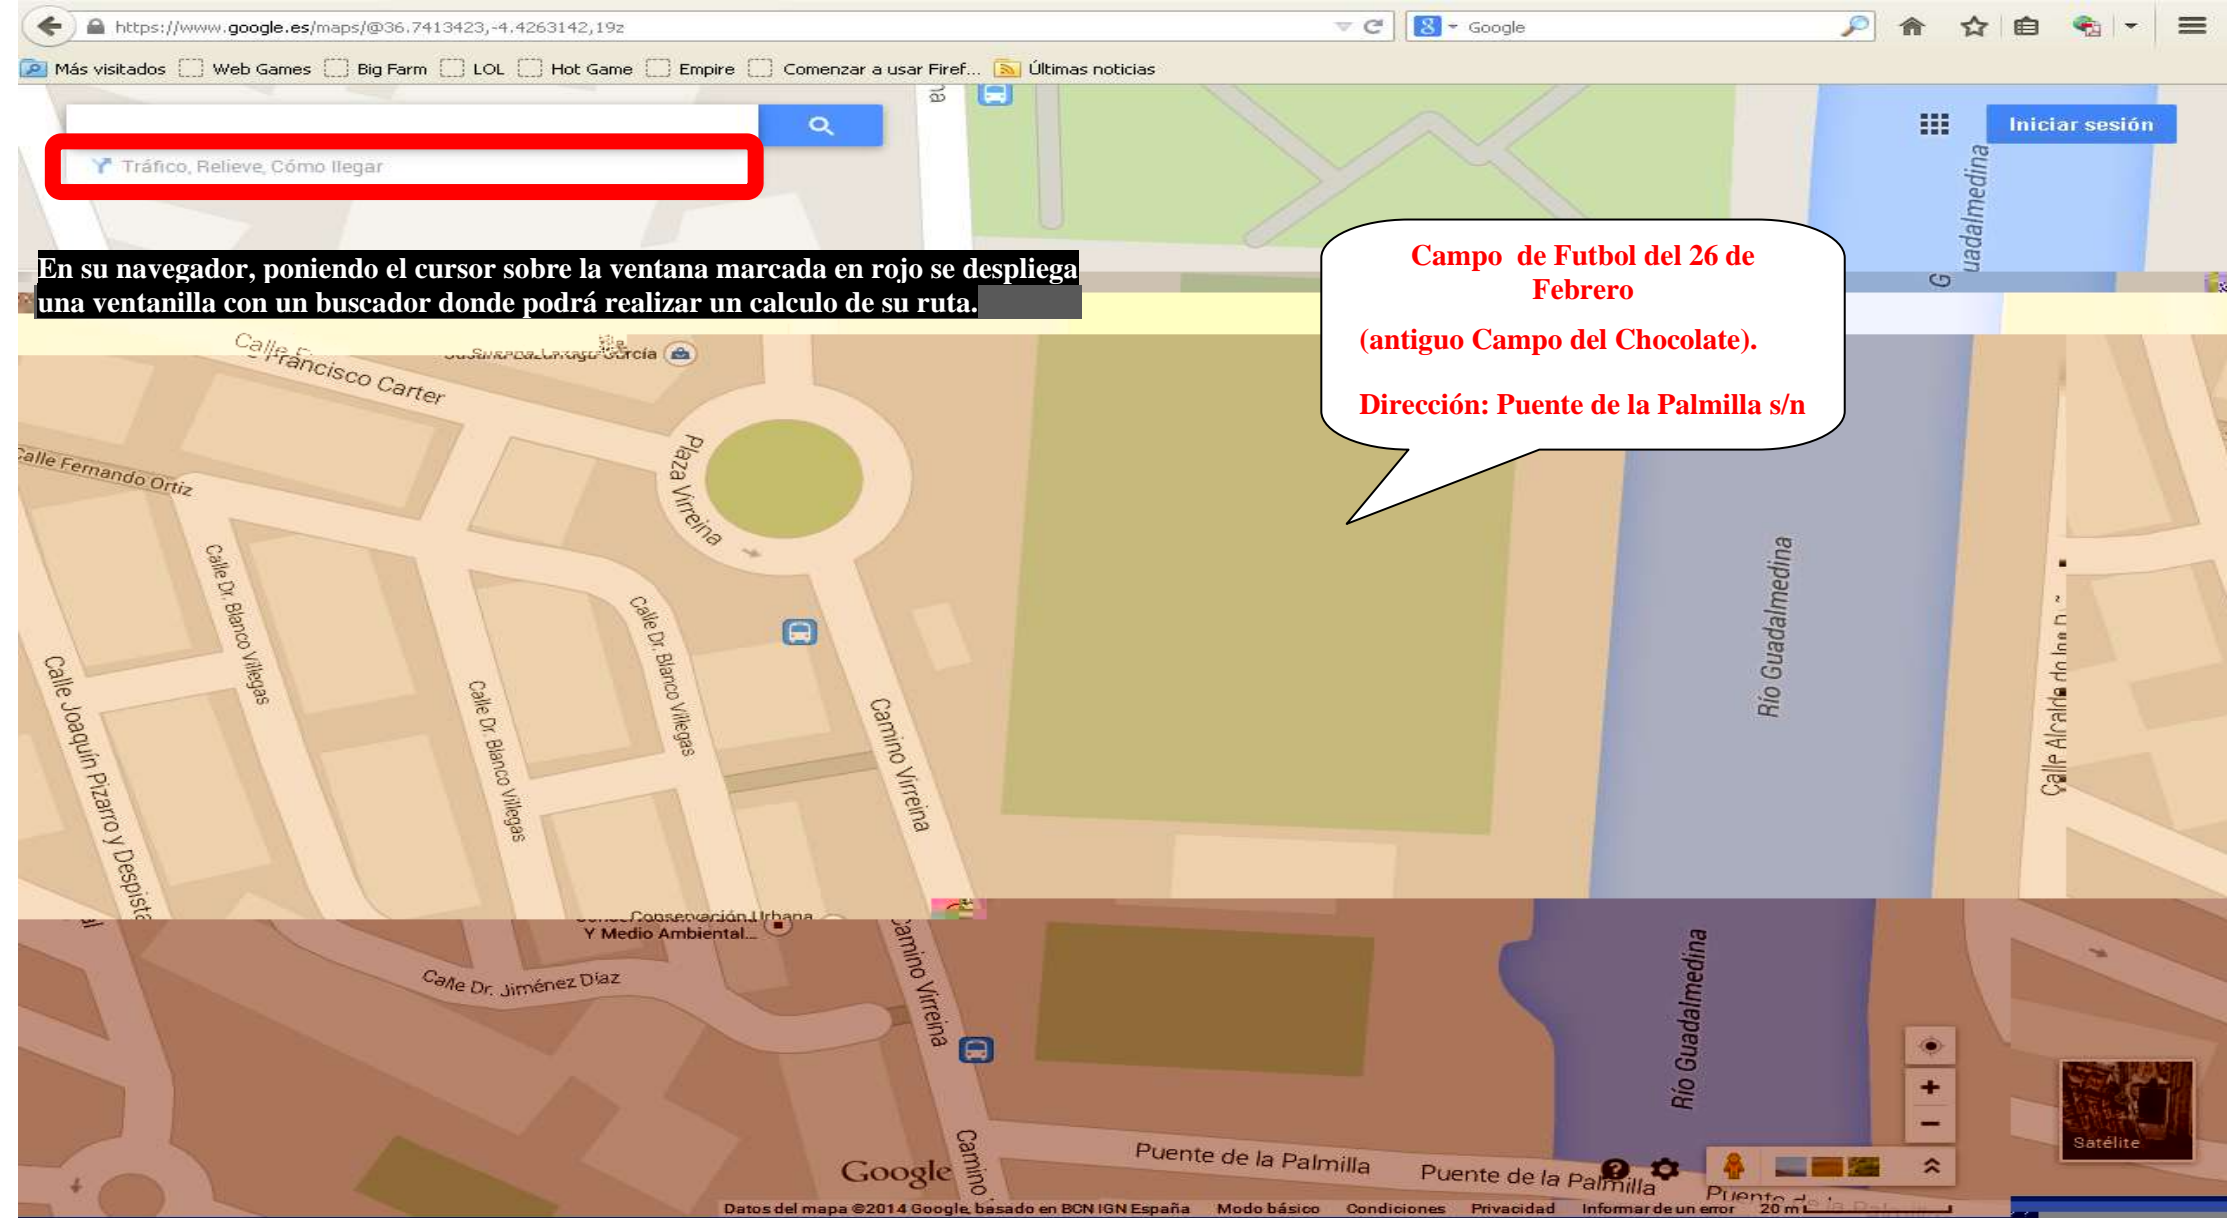 https://www.google.es/maps/@36.7413423,-4.4263142,19z
Google
Más visitados Web Games Big Farm LOL Hot Game Empire Comenzar a usar Firef... Últimas noticias
na
Iniciar sesión
Tráfico, Relieve, Cómo llegar
Guadalmedina
En su navegador, poniendo el cursor sobre la ventana marcada en rojo se despliega
una ventanilla con un buscador donde podrá realizar un calculo de su ruta.
Campo de Futbol del 26 de
Febrero
(antiguo Campo del Chocolate).
Dirección: Puente de la Palmilla s/n
Calle Francisco Carter
García
Calle Fernando Ortiz
Plaza Virreina
Calle Dr. Blanco Villegas
Calle Dr. Blanco Villegas
Calle Dr. Blanco Villegas
Calle Joaquín Pizarro y Despista
Camino Virreina
Río Guadalmedina
Calle Alcalde
Conservación Urbana
Y Medio Ambiental...
Calle Dr. Jiménez Díaz
Camino Virreina
Río Guadalmedina
Camino
Puente de la Palmilla
Puente de la Palmilla
Puente
Google
Satélite
Datos del mapa ©2014 Google, basado en BCN IGN España Modo básico Condiciones Privacidad Informar de un error 20 m